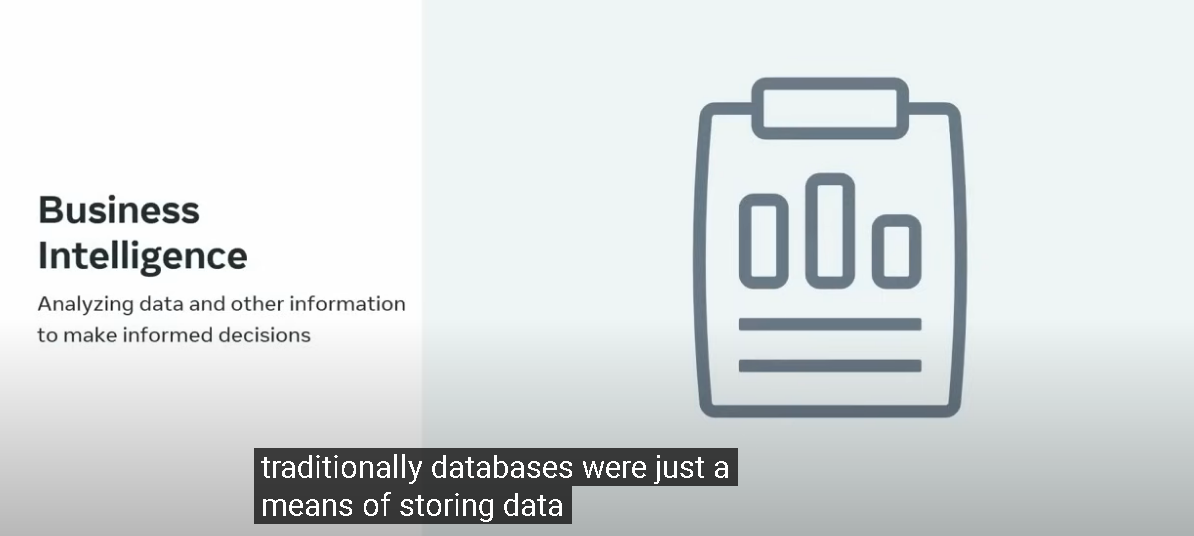 Business
Intelligence
Analyzing data and other information
to make informed decisions
traditionally databases were just a
means of storing data